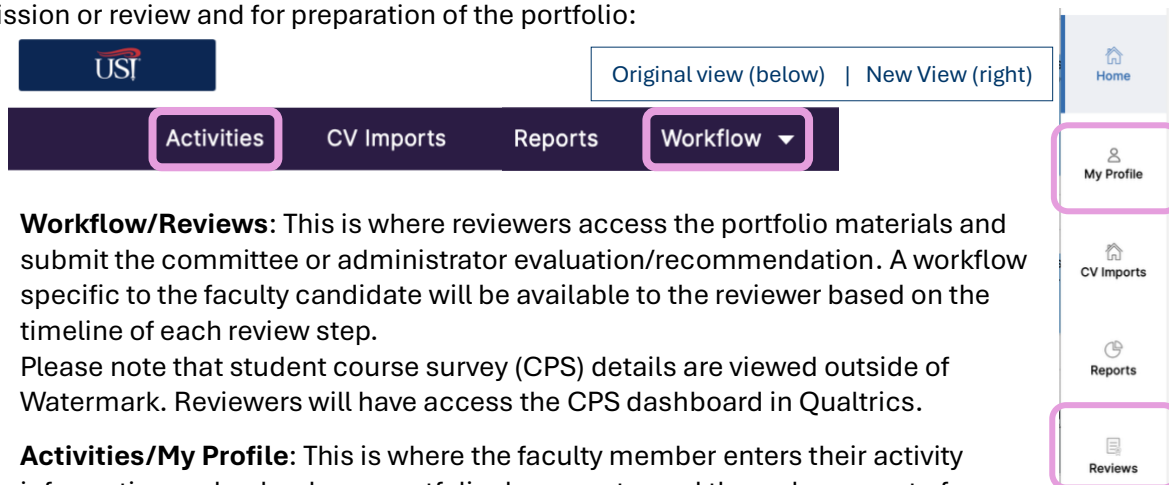 ission or review and for preparation of the portfolio:
USI
Original view (below) | New View (right)
Activities CV Imports Reports Workflow
Workflow/Reviews: This is where reviewers access the portfolio materials and
submit the committee or administrator evaluation/recommendation. A workflow
specific to the faculty candidate will be available to the reviewer based on the
timeline of each review step.
Please note that student course survey (CPS) details are viewed outside of
Watermark. Reviewers will have access the CPS dashboard in Qualtrics.
Activities/My Profile: This is where the faculty member enters their activity
Home
My Profile
CV Imports
Reports
Reviews